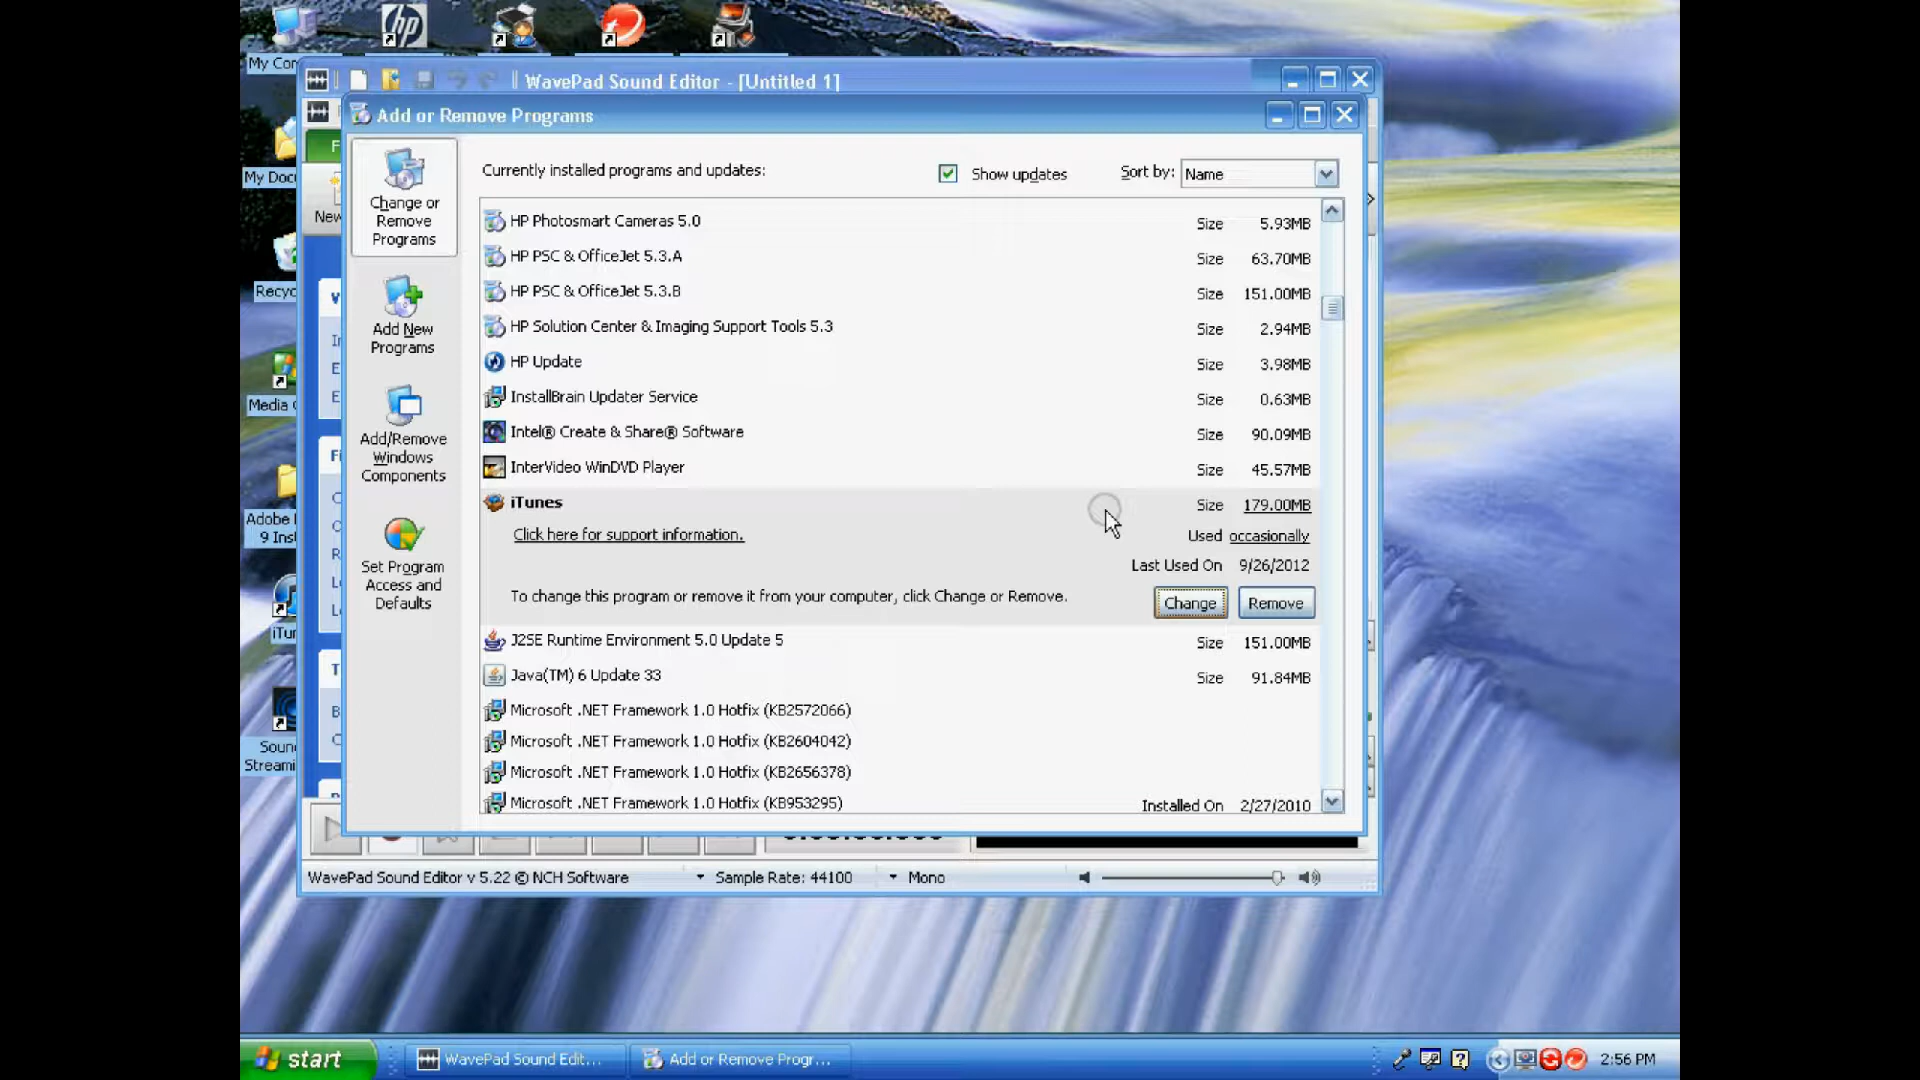 My Com
WavePad Sound Editor - [Untitled 1]
Add or Remove Programs
Change or
Remove
Programs
Currently installed programs and updates:
Show updates
Sort by:
Name
HP Photosmart Cameras 5.0
Size 5.93MB
HP PSC & OfficeJet 5.3.A
Size 63.70MB
HP PSC & OfficeJet 5.3.B
Size 151.00MB
HP Solution Center & Imaging Support Tools 5.3
Size 2.94MB
HP Update
Size 3.98MB
InstallBrain Updater Service
Size 0.63MB
Intel® Create & Share® Software
Size 90.09MB
InterVideo WinDVD Player
Size 45.57MB
iTunes
Size 179.00MB
Click here for support information.
Used occasionally
Last Used On 9/26/2012
To change this program or remove it from your computer, click Change or Remove.
Change
Remove
J2SE Runtime Environment 5.0 Update 5
Size 151.00MB
Java(TM) 6 Update 33
Size 91.84MB
Microsoft .NET Framework 1.0 Hotfix (KB2572066)
Microsoft .NET Framework 1.0 Hotfix (KB2604042)
Microsoft .NET Framework 1.0 Hotfix (KB2656378)
Microsoft .NET Framework 1.0 Hotfix (KB953295)
Installed On 2/27/2010
Add New
Programs
Add/Remove
Windows
Components
Set Program
Access and
Defaults
My Doc
New
Recyc
Media
Adobe
9 Inst
iTun
Soun
Streami
WavePad Sound Editor v 5.22 © NCH Software
Sample Rate: 44100
Mono
start
WavePad Sound Edit...
Add or Remove Progr...
2:56 PM